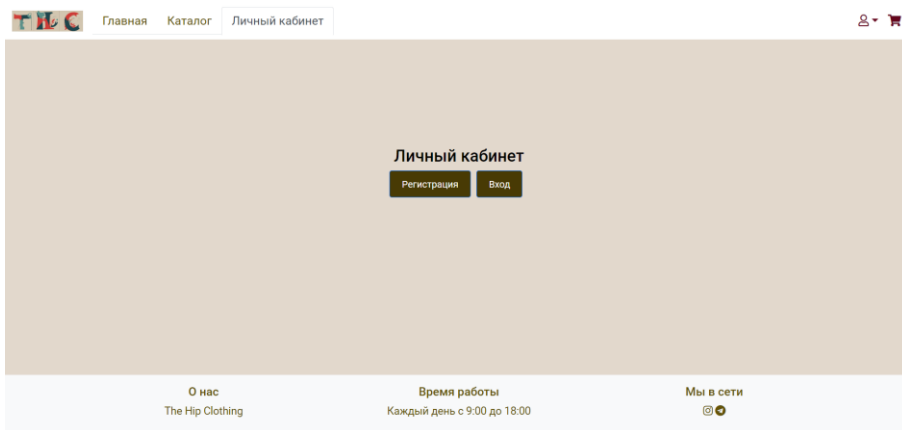 THC Главная Каталог Личный кабинет
Личный кабинет
Регистрация Вход
О нас Время работы Мы в сети
The Hip Clothing Каждый день с 9:00 до 18:00